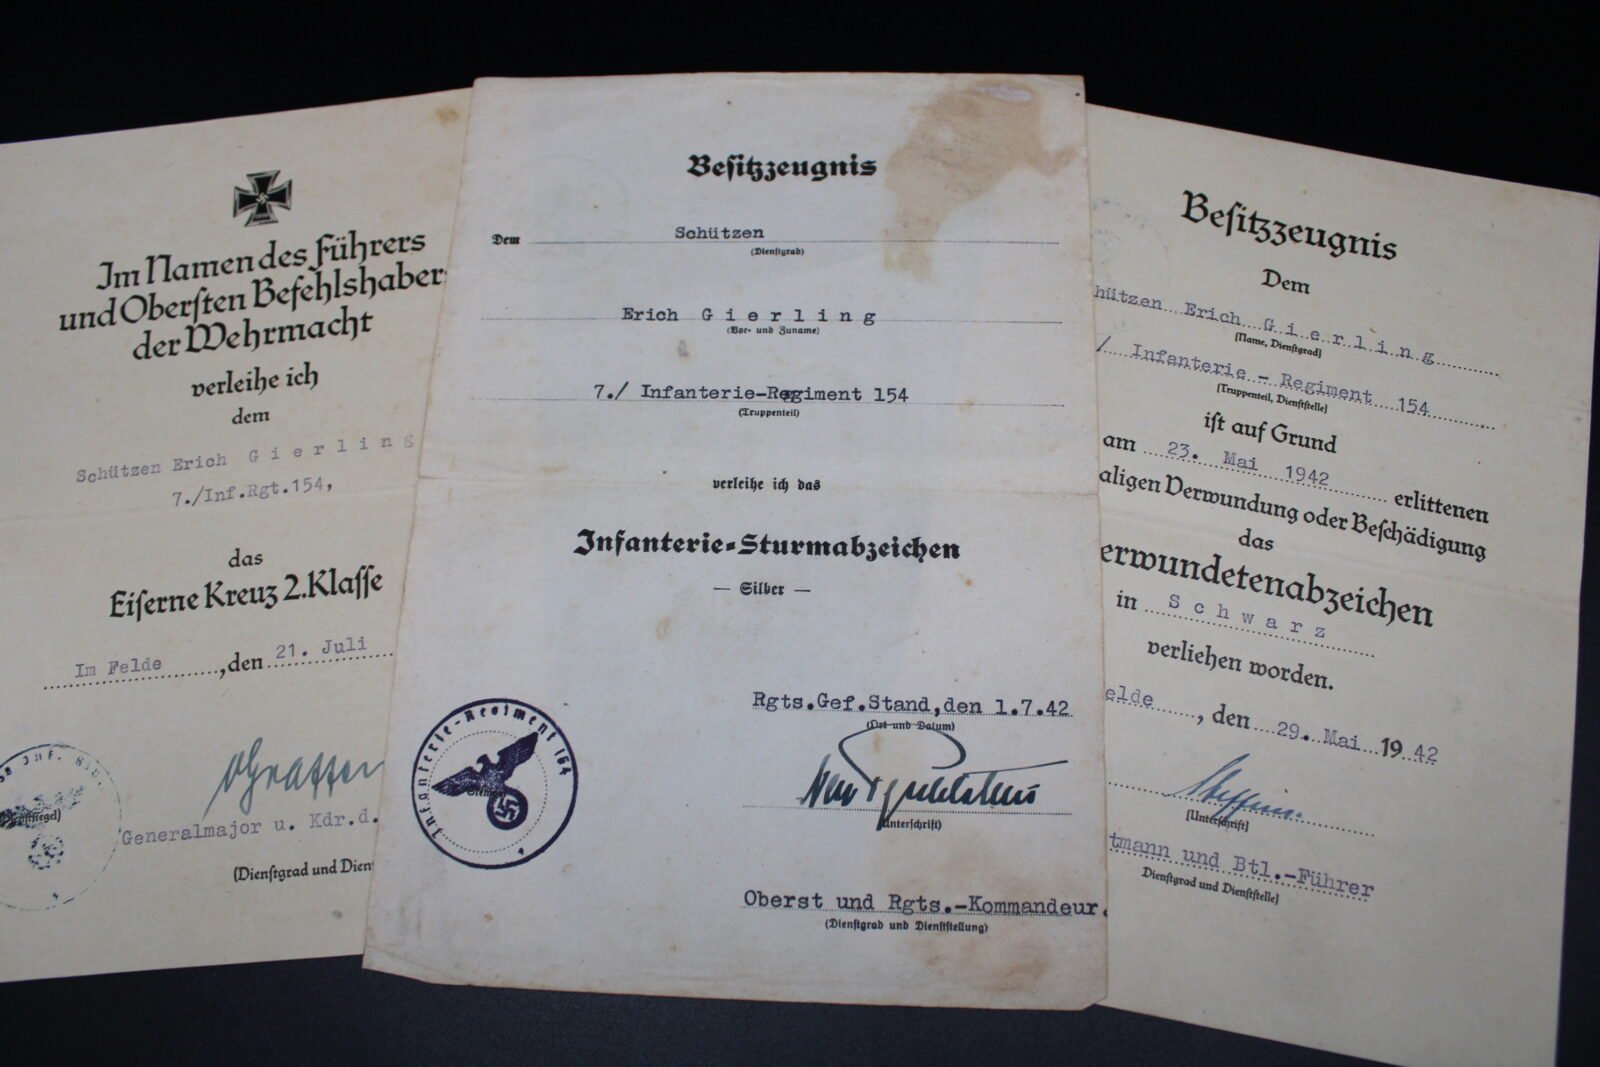 Im Namen des Führers
und Obersten Befehlshabers
der Wehrmacht
verleihe ich
dem
Schützen Erich Gierling
7./Inf.Rgt.154,
das
Eiserne Kreuz 2.Klasse
Im Felde, den 21. Juli
Generalmajor u. Kdr.d.
(Dienstgrad und Dien
Besitzzeugnis
Dem Schützen
(Dienstgrad)
Erich Gierling
(Vor- und Zuname)
7./ Infanterie-Regiment 154
(Truppenteil)
verleihe ich das
Infanterie-Sturmabzeichen
— Silber —
Rgts.Gef.Stand, den 1.7.42
(Ort und Datum)
Infanterie-Regiment 154
Stempel
(Unterschrift)
Oberst und Rgts.-Kommandeur.
(Dienstgrad und Dienststellung)
Besitzzeugnis
Dem
hützen Erich Gierling
(Name, Dienstgrad)
/ Infanterie - Regiment 154
(Truppenteil, Dienststelle)
ist auf Grund
am 23. Mai 1942 erlittenen
aligen Verwundung oder Beschädigung
das
erwundetenabzeichen
in Schwarz
verliehen worden.
elde, den 29. Mai 1942
(Unterschrift)
tmann und Btl.-Führer
Dienstgrad und Dienststelle)